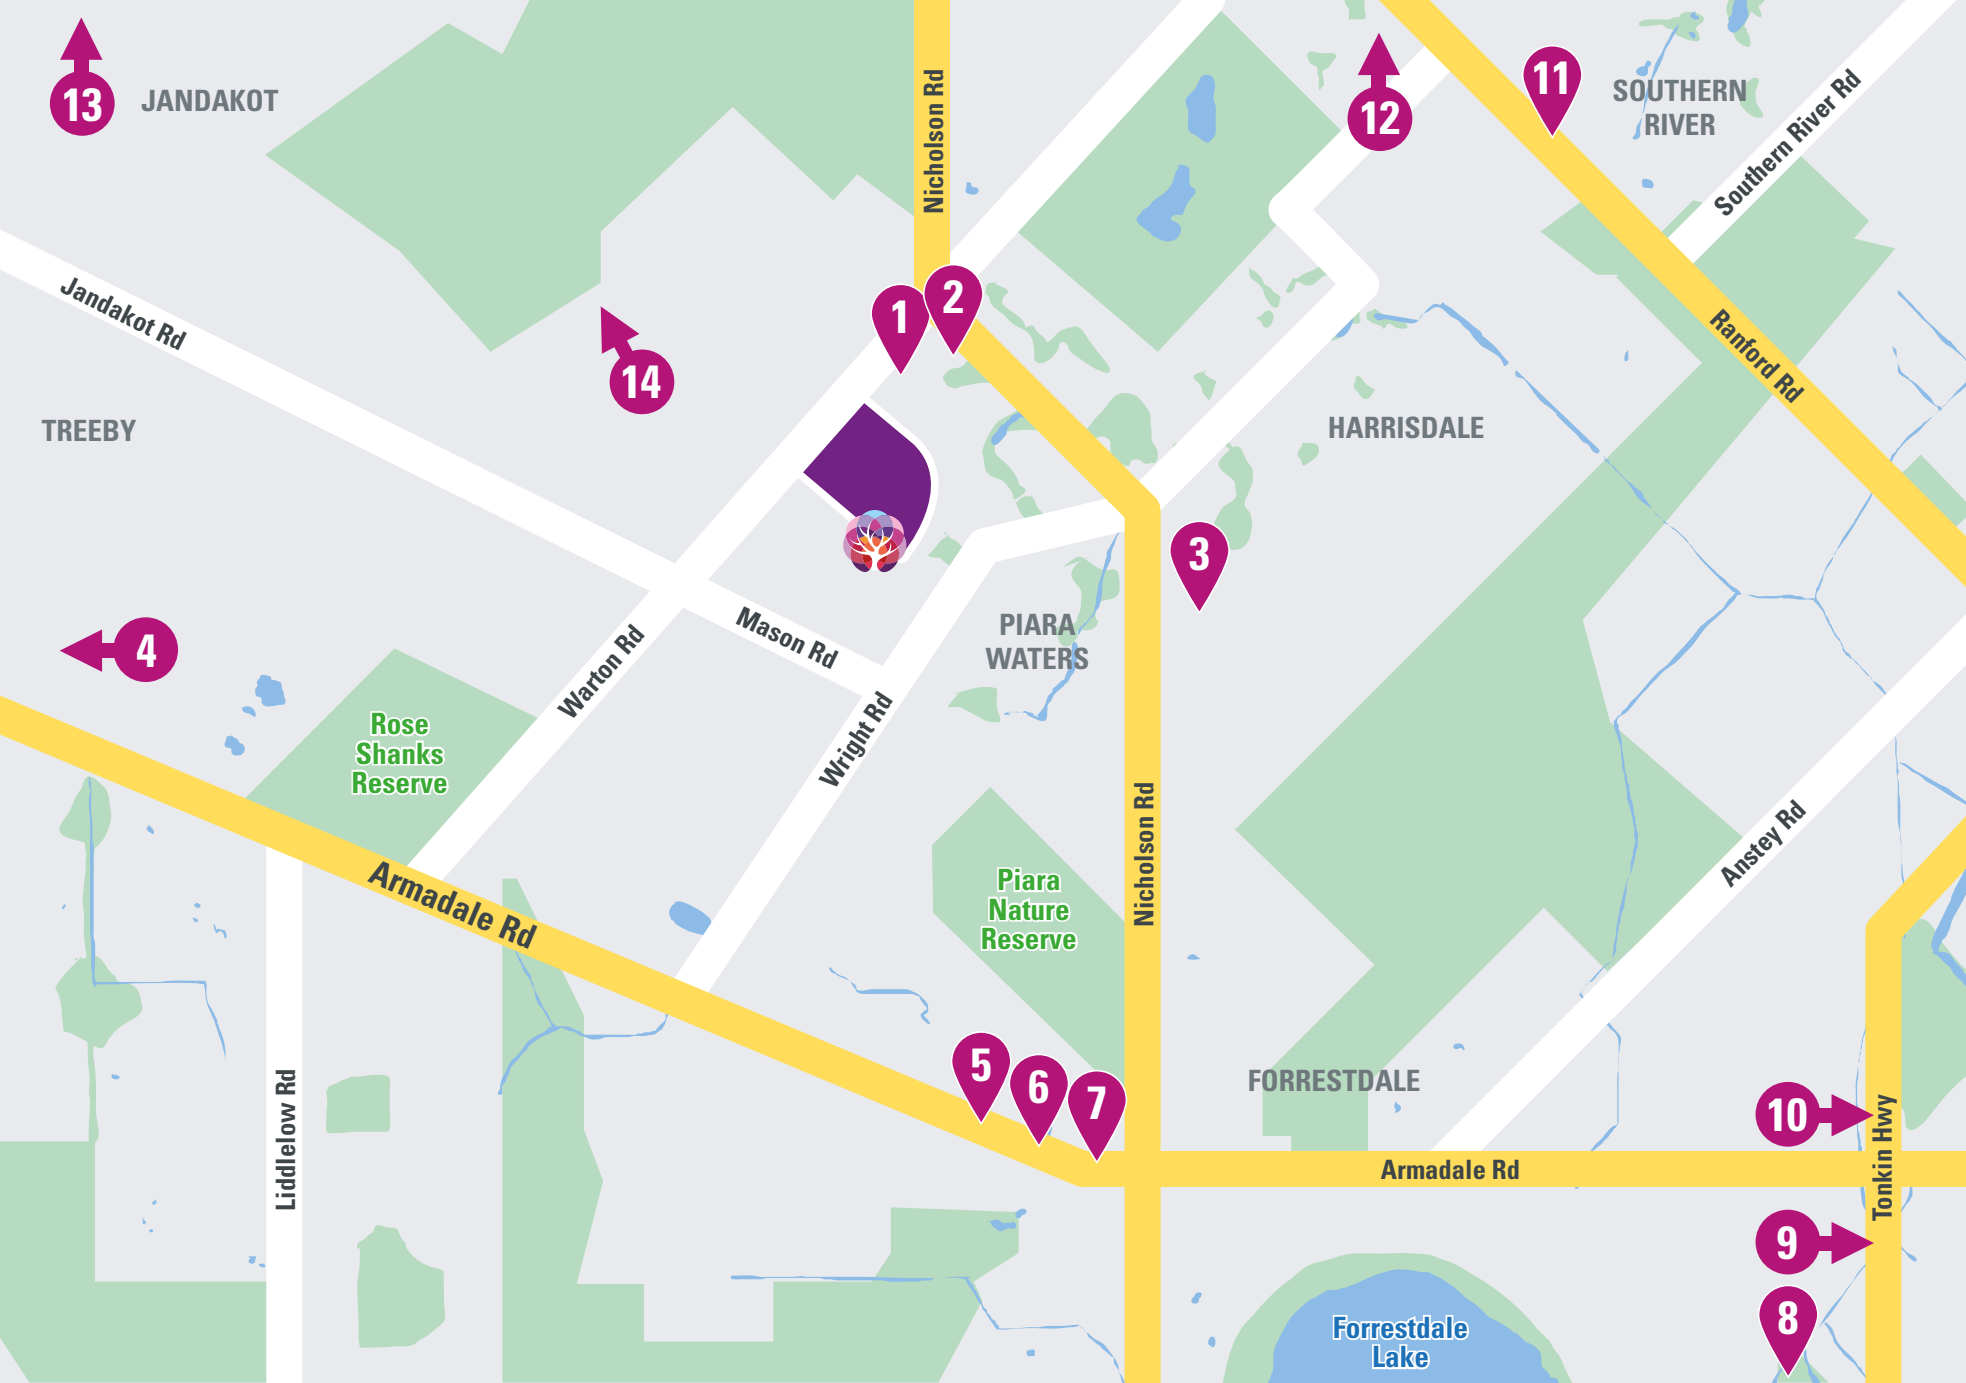 13
JANDAKOT
Nicholson Rd
12
11
SOUTHERN
RIVER
Southern River Rd
Jandakot Rd
1
2
14
Ranford Rd
TREEBY
HARRISDALE
3
Mason Rd
PIARA
WATERS
4
Warton Rd
Wright Rd
Rose
Shanks
Reserve
Armadale Rd
Nicholson Rd
Piara
Nature
Reserve
Anstey Rd
5
6
7
FORRESTDALE
Liddlelow Rd
10
Tonkin Hwy
Armadale Rd
9
8
Forrestdale
Lake